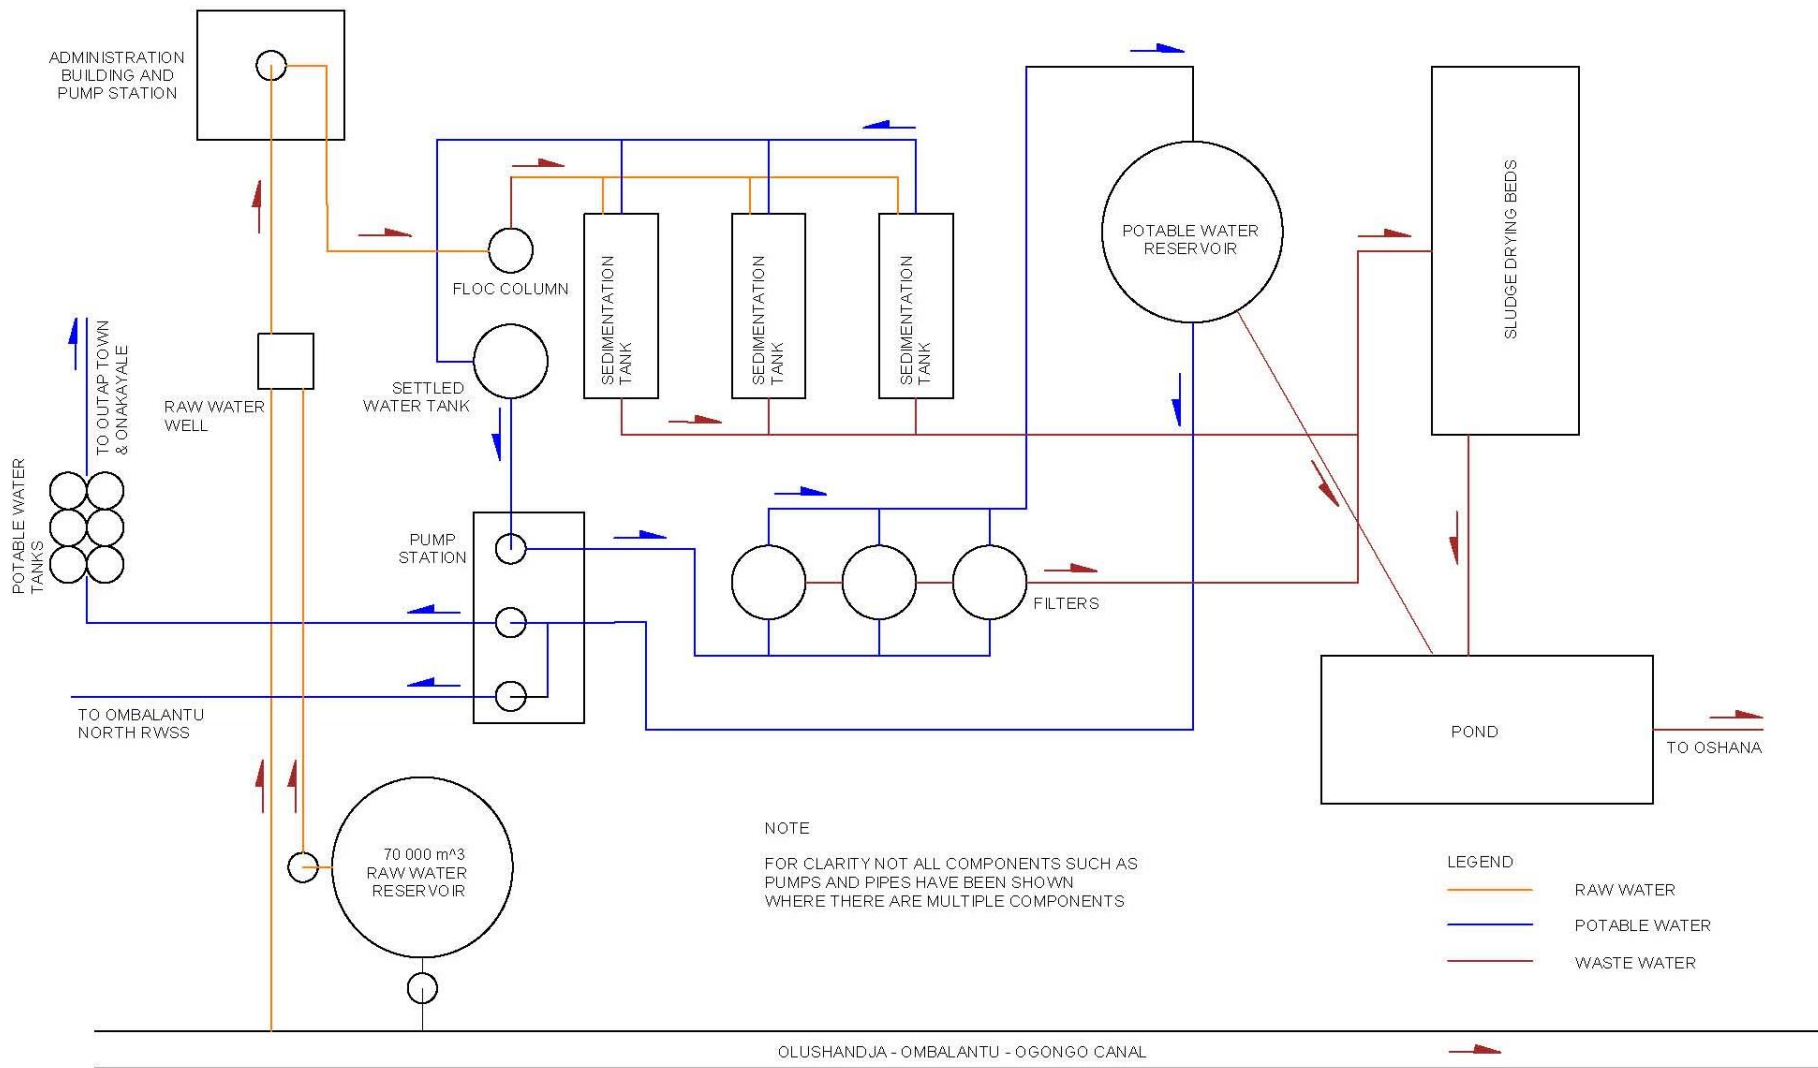 ADMINISTRATION
BUILDING AND
PUMP STATION
FLOC COLUMN
SEDIMENTATION
TANK
SEDIMENTATION
TANK
SEDIMENTATION
TANK
POTABLE WATER
RESERVOIR
SLUDGE DRYING BEDS
SETTLED
WATER TANK
RAW WATER
WELL
TO OUTAP TOWN
& ONAKAYALE
POTABLE WATER
TANKS
PUMP
STATION
FILTERS
TO OMBALANTU
NORTH RWSS
POND
TO OSHANA
70 000 m^3
RAW WATER
RESERVOIR
NOTE
FOR CLARITY NOT ALL COMPONENTS SUCH AS
PUMPS AND PIPES HAVE BEEN SHOWN
WHERE THERE ARE MULTIPLE COMPONENTS
LEGEND
RAW WATER
POTABLE WATER
WASTE WATER
OLUSHANDJA - OMBALANTU - OGONGO CANAL